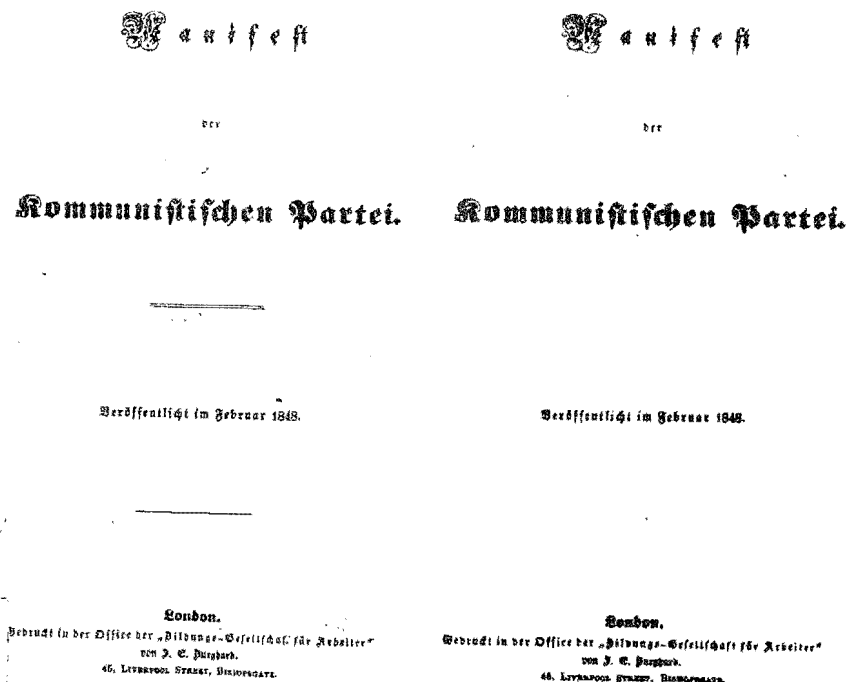 Manifest
der
Kommunistischen Partei.
Veröffentlicht im Februar 1848.
London.
Gedruckt in der Office der „Bildungs-Gesellschaft für Arbeiter"
von J. E. Burghard.
46, Liverpool Street, Bishopsgate.
Manifest
der
Kommunistischen Partei.
Veröffentlicht im Februar 1848.
London.
Gedruckt in der Office der „Bildungs-Gesellschaft für Arbeiter"
von J. E. Burghard.
46, Liverpool Street, Bishopsgate.